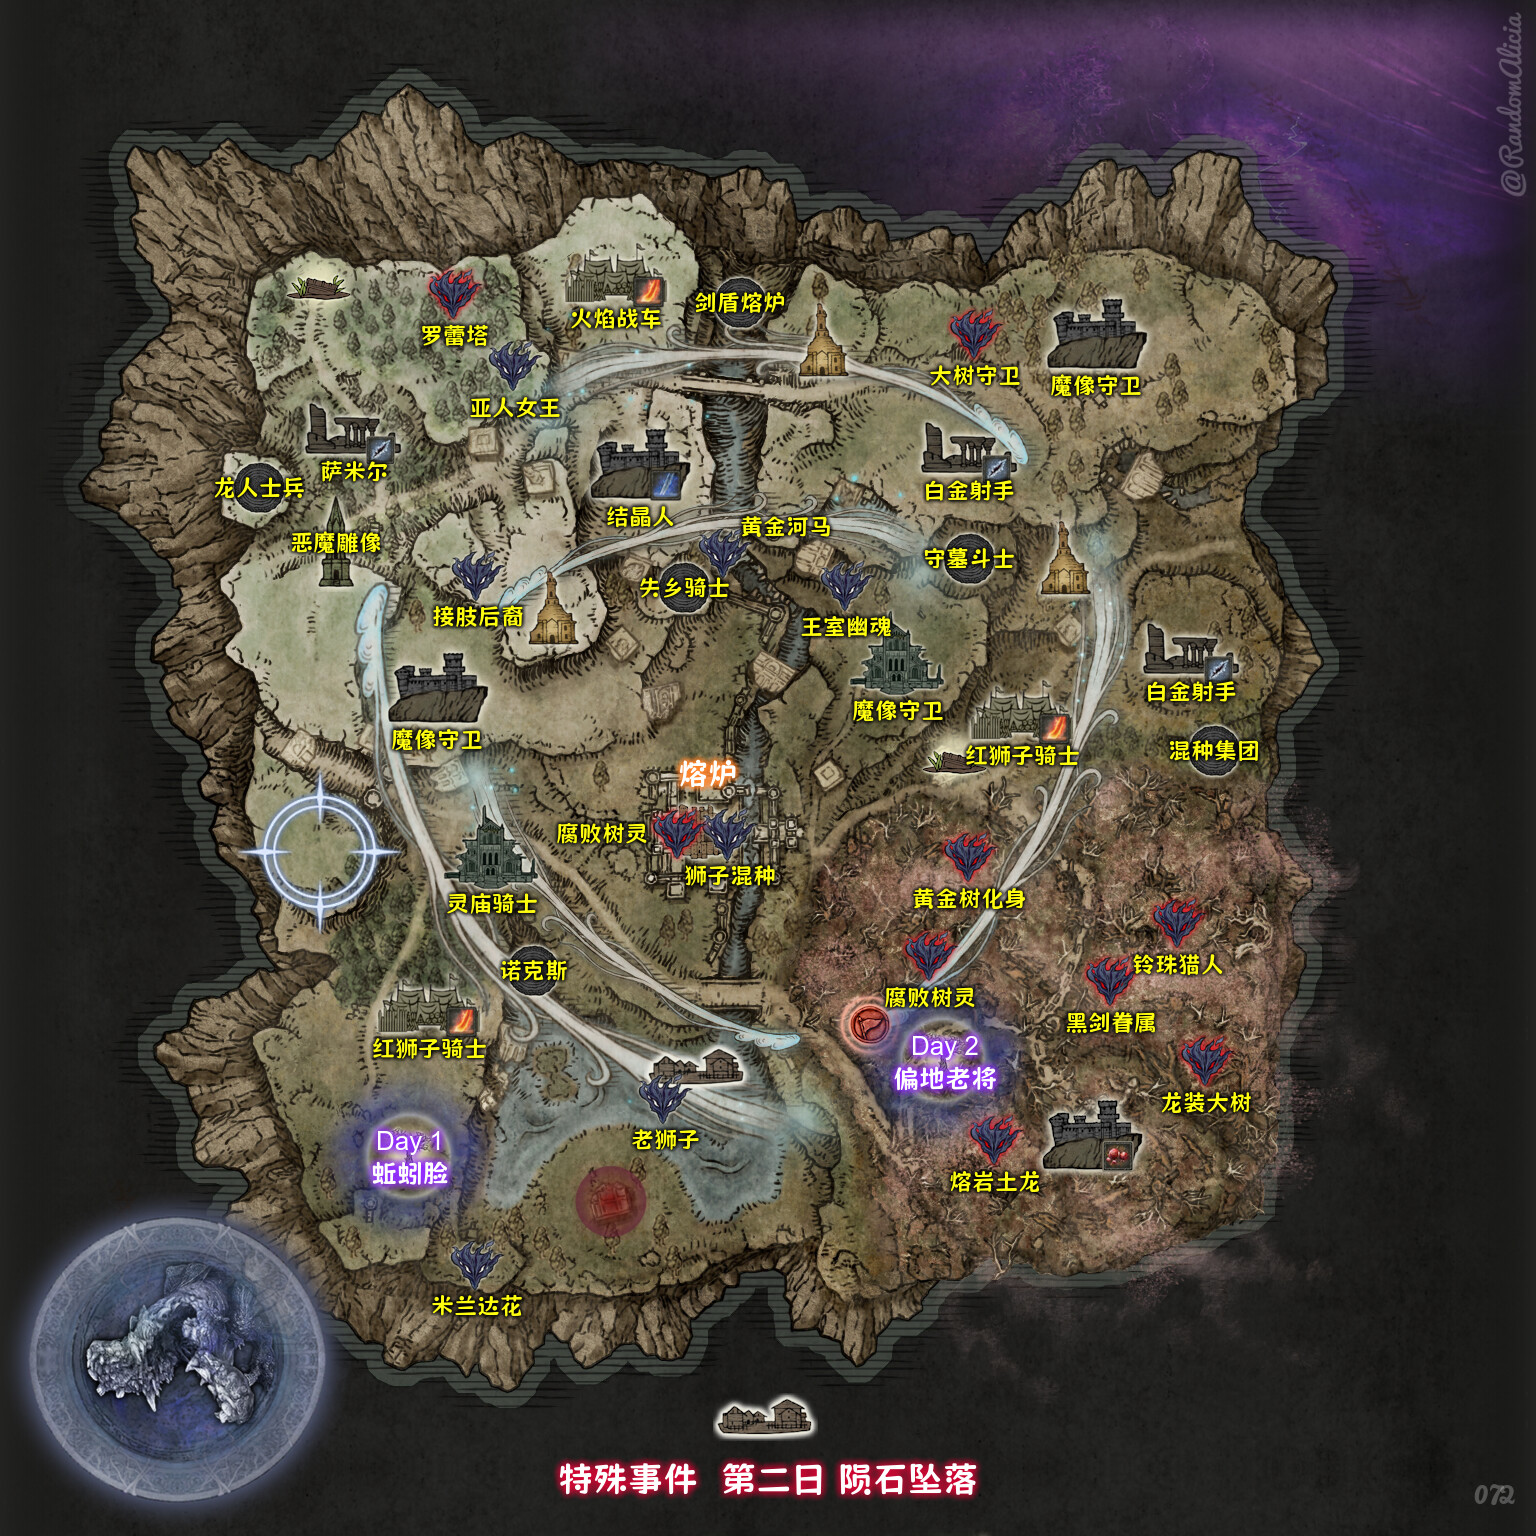 @RandomAlicia
罗蕾塔
火焰战车
剑盾熔炉
大树守卫
魔像守卫
亚人女王
萨米尔
龙人士兵
结晶人
白金射手
黄金河马
恶魔雕像
守墓斗士
失乡骑士
接肢后裔
王室幽魂
白金射手
魔像守卫
魔像守卫
红狮子骑士
混种集团
熔炉
腐败树灵
狮子混种
灵庙骑士
黄金树化身
诺克斯
铃珠猎人
腐败树灵
黑剑眷属
红狮子骑士
Day 2
偏地老将
龙装大树
老狮子
Day 1
蚯蚓脸
熔岩土龙
米兰达花
特殊事件 第二日 陨石坠落
072